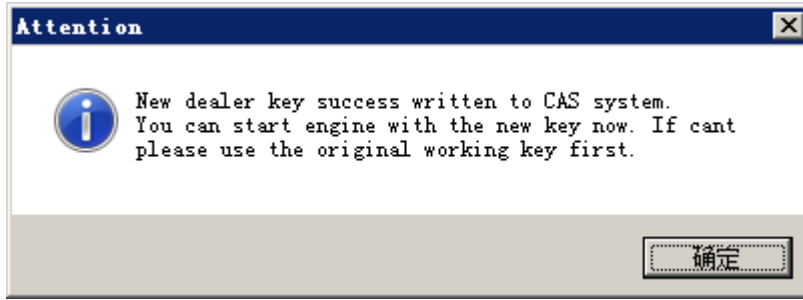 Attention
New dealer key success written to CAS system.
You can start engine with the new key now. If cant
please use the original working key first.
确定